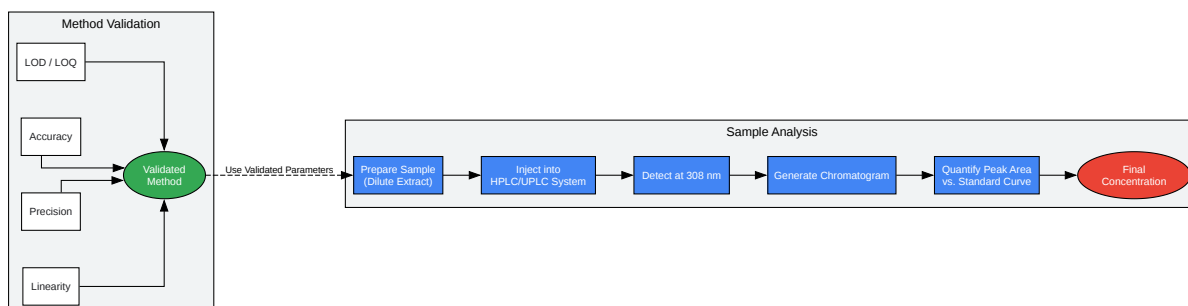 Method Validation
LOD / LOQ
Accuracy
Precision
Linearity
Validated
Method
Use Validated Parameters
Sample Analysis
Prepare Sample
(Dilute Extract)
Inject into
HPLC/UPLC System
Detect at 308 nm
Generate Chromatogram
Quantify Peak Area
vs. Standard Curve
Final
Concentration